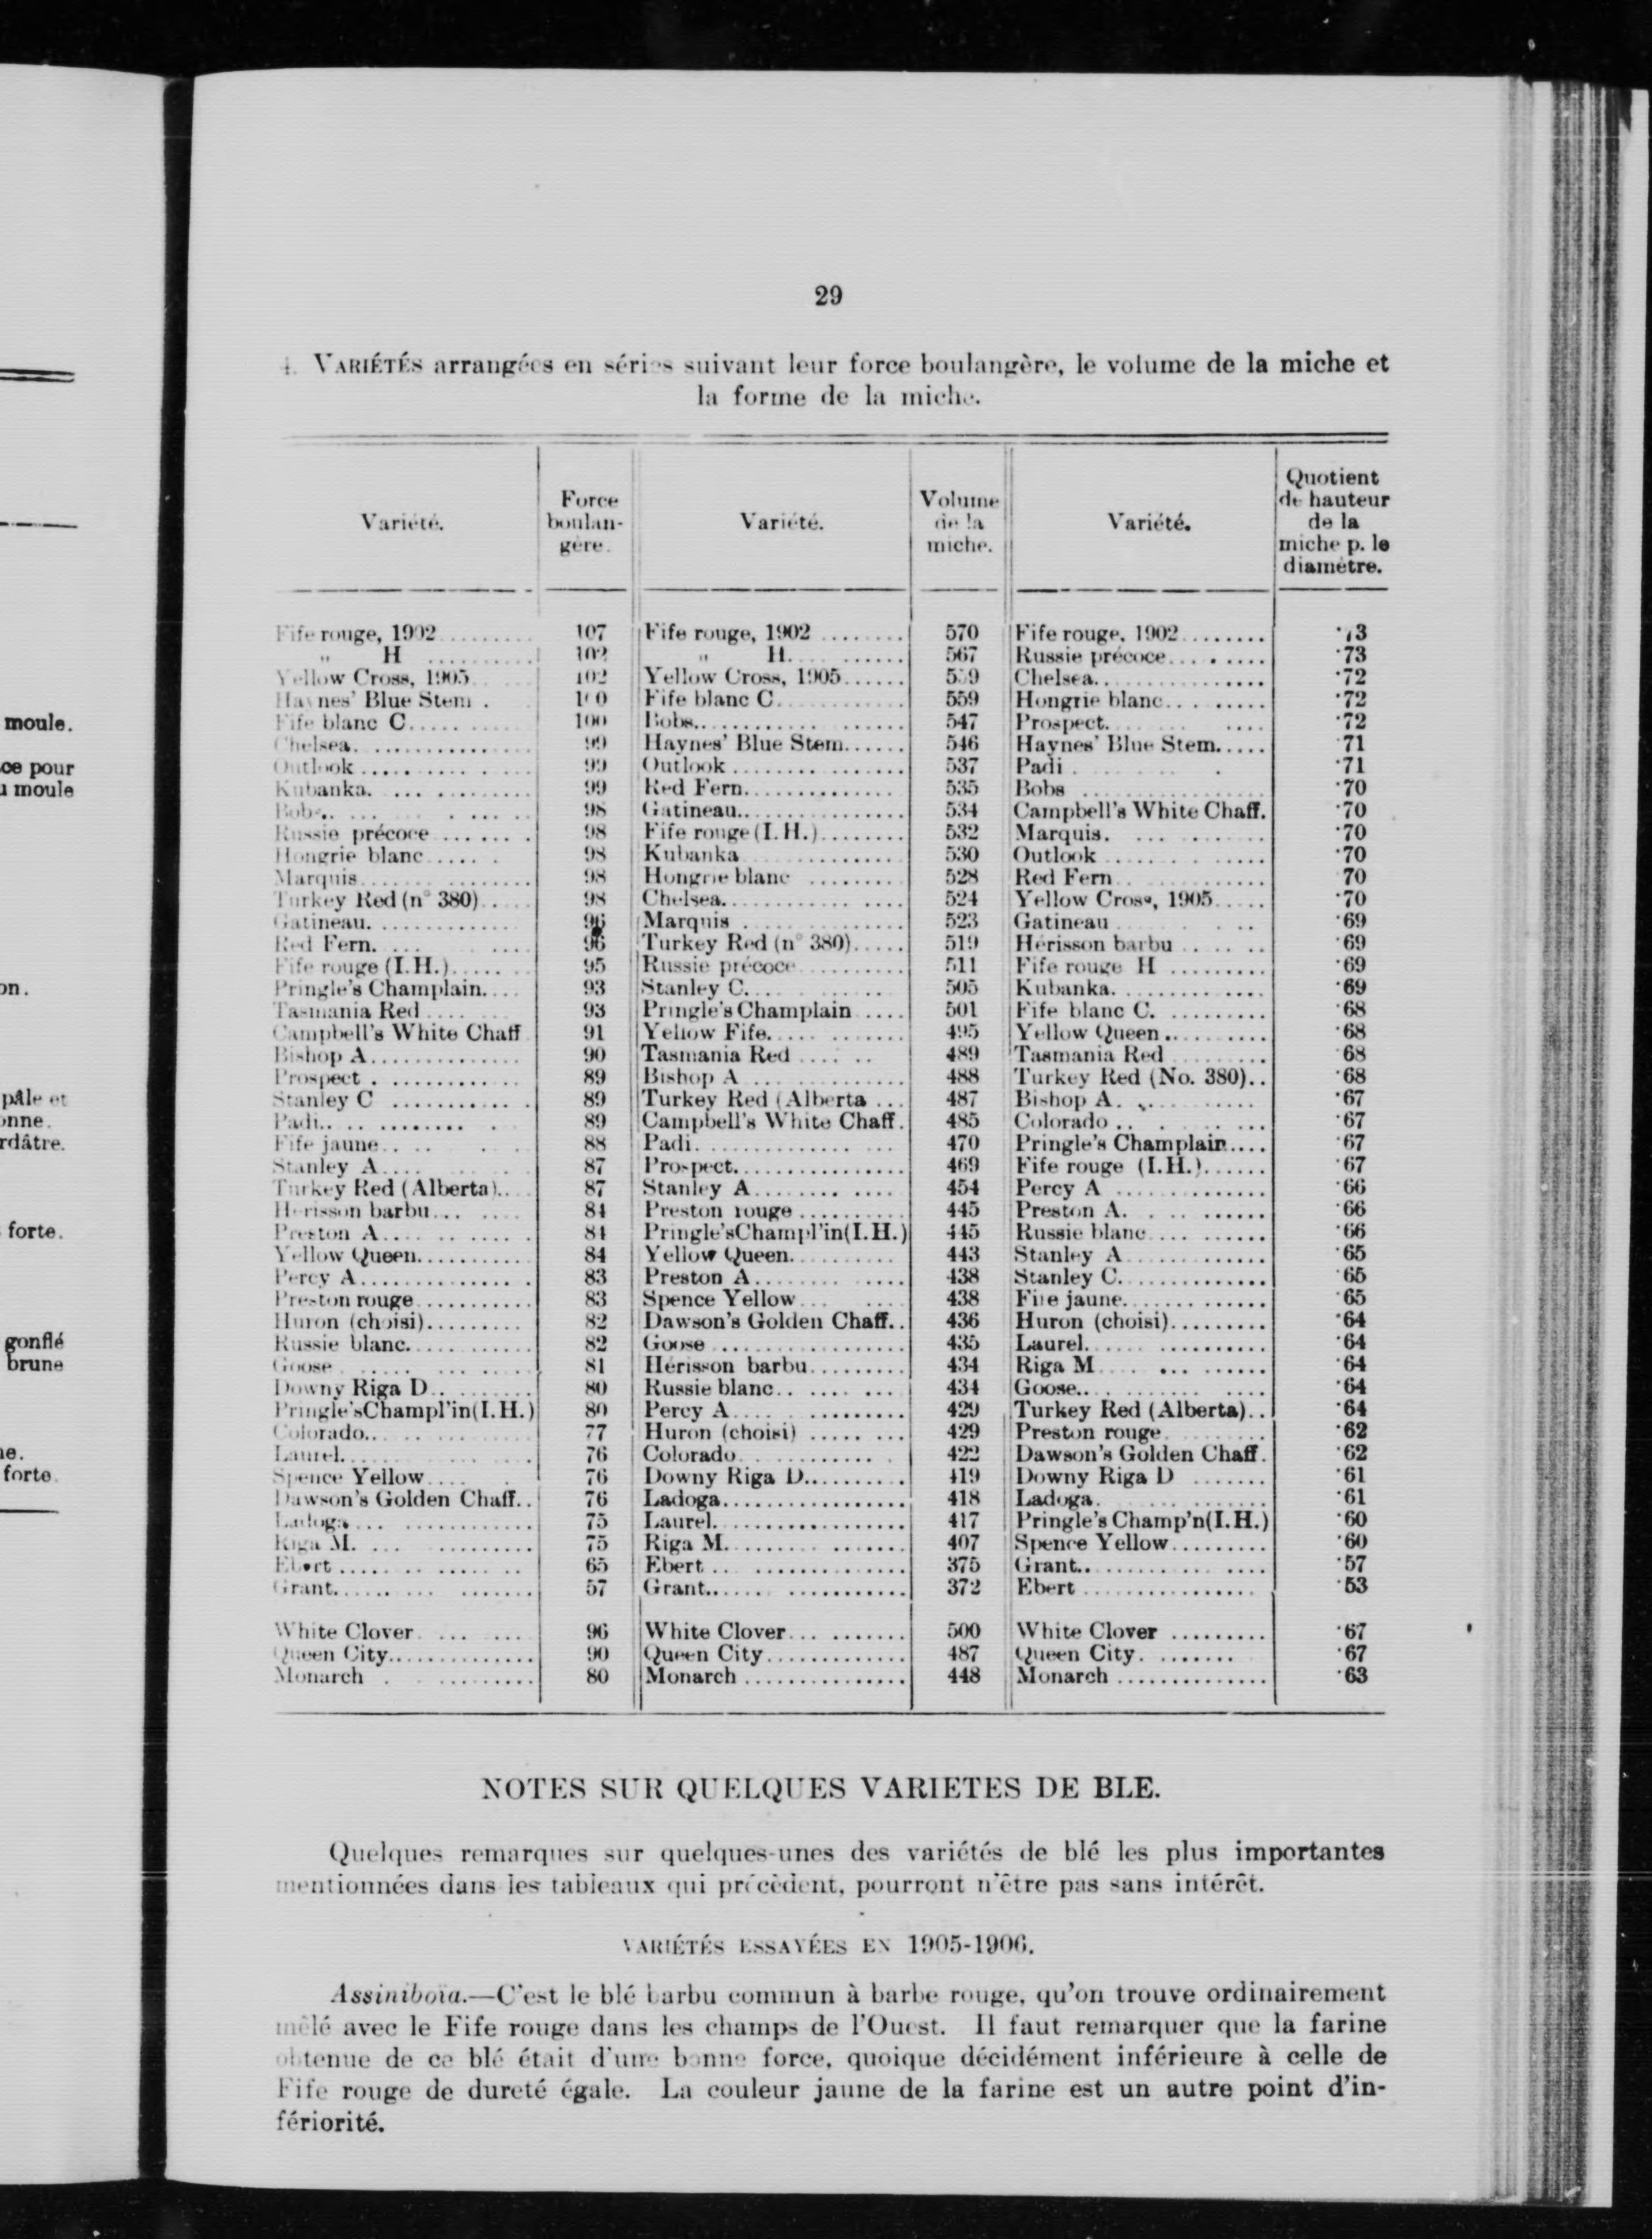 moule.
ce pour
moule
on.
pâle et
onne.
rdâtre.
forte.
gonflé
brune
forte
29
4. VARIÉTÉS arrangées en séries suivant leur force boulangère, le volume de la miche et
la forme de la miche.
Variété. Force boulan- gère. Variété. Volume de la miche. Variété. Quotient de hauteur de la miche p. le diamètre.
Fife rouge, 1902 107 Fife rouge, 1902 570 Fife rouge, 1902 ·73
" H 102 " H. 567 Russie précoce ·73
Yellow Cross, 1905 102 Yellow Cross, 1905 Chelsea ·72
Haynes' Blue Stem 100 Fife blanc C 559 Hongrie blanc ·72
Fife blanc C 100 Bobs 547 Prospect ·72
Chelsea 99 Haynes' Blue Stem 546 Haynes' Blue Stem ·71
Outlook 99 Outlook 537 Padi ·71
Kubanka 99 Red Fern 535 Bobs ·70
Bobs 98 Gatineau 534 Campbell's White Chaff. ·70
Russie précoce 98 Fife rouge (I.H.) 532 Marquis ·70
Hongrie blanc 98 Kubanka 530 Outlook ·70
Marquis 98 Hongrie blanc 528 Red Fern 70
Turkey Red (n° 380) 98 Chelsea 524 Yellow Cross, 1905 ·70
Gatineau 96 Marquis 523 Gatineau ·69
Red Fern 96 Turkey Red (n° 380) 519 Hérisson barbu ·69
Fife rouge (I.H.) 95 Russie précoce 511 Fife rouge H ·69
Pringle's Champlain 93 Stanley C. 505 Kubanka ·69
Tasmania Red 93 Pringle's Champlain 501 Fife blanc C. ·68
Campbell's White Chaff 91 Yellow Fife 495 Yellow Queen ·68
Bishop A 90 Tasmania Red 489 Tasmania Red 68
Prospect 89 Bishop A 488 Turkey Red (No. 380) ·68
Stanley C 89 Turkey Red (Alberta 487 Bishop A ·67
Padi 89 Campbell's White Chaff. 485 Colorado ·67
Fife jaune 88 Padi 470 Pringle's Champlain ·67
Stanley A 87 Prospect 469 Fife rouge (I.H.) ·67
Turkey Red (Alberta) 87 Stanley A 454 Percy A ·66
Hérisson barbu 84 Preston rouge 445 Preston A. ·66
Preston A 84 Pringle'sChampl'in(I.H.) 445 Russie blanc ·66
Yellow Queen 84 Yellow Queen 443 Stanley A ·65
Percy A 83 Preston A 438 Stanley C. ·65
Preston rouge 83 Spence Yellow 438 Fife jaune ·65
Huron (choisi) 82 Dawson's Golden Chaff. 436 Huron (choisi) ·64
Russie blanc 82 Goose 435 Laurel ·64
Goose 81 Hérisson barbu 434 Riga M ·64
Downy Riga D 80 Russie blanc 434 Goose ·64
Pringle'sChampl'in(I.H.) 80 Percy A 429 Turkey Red (Alberta) ·64
Colorado 77 Huron (choisi) 429 Preston rouge ·62
Laurel 76 Colorado 422 Dawson's Golden Chaff. ·62
Spence Yellow 76 Downy Riga D 419 Downy Riga D ·61
Dawson's Golden Chaff. 76 Ladoga 418 Ladoga ·61
Ladoga 75 Laurel 417 Pringle's Champ'n(I.H.) ·60
Riga M. 75 Riga M. 407 Spence Yellow ·60
Ebert 65 Ebert 375 Grant ·57
Grant 57 Grant 372 Ebert ·53
White Clover 96 White Clover 500 White Clover ·67
Queen City 90 Queen City 487 Queen City ·67
Monarch 80 Monarch 448 Monarch ·63
NOTES SUR QUELQUES VARIETES DE BLE.
Quelques remarques sur quelques-unes des variétés de blé les plus importantes
mentionnées dans les tableaux qui précèdent, pourront n'être pas sans intérêt.
VARIÉTÉS ESSAYÉES EN 1905-1906.
Assiniboïa.—C'est le blé barbu commun à barbe rouge, qu'on trouve ordinairement
mêlé avec le Fife rouge dans les champs de l'Ouest. Il faut remarquer que la farine
obtenue de ce blé était d'une bonne force, quoique décidément inférieure à celle de
Fife rouge de dureté égale. La couleur jaune de la farine est un autre point d'in-
fériorité.